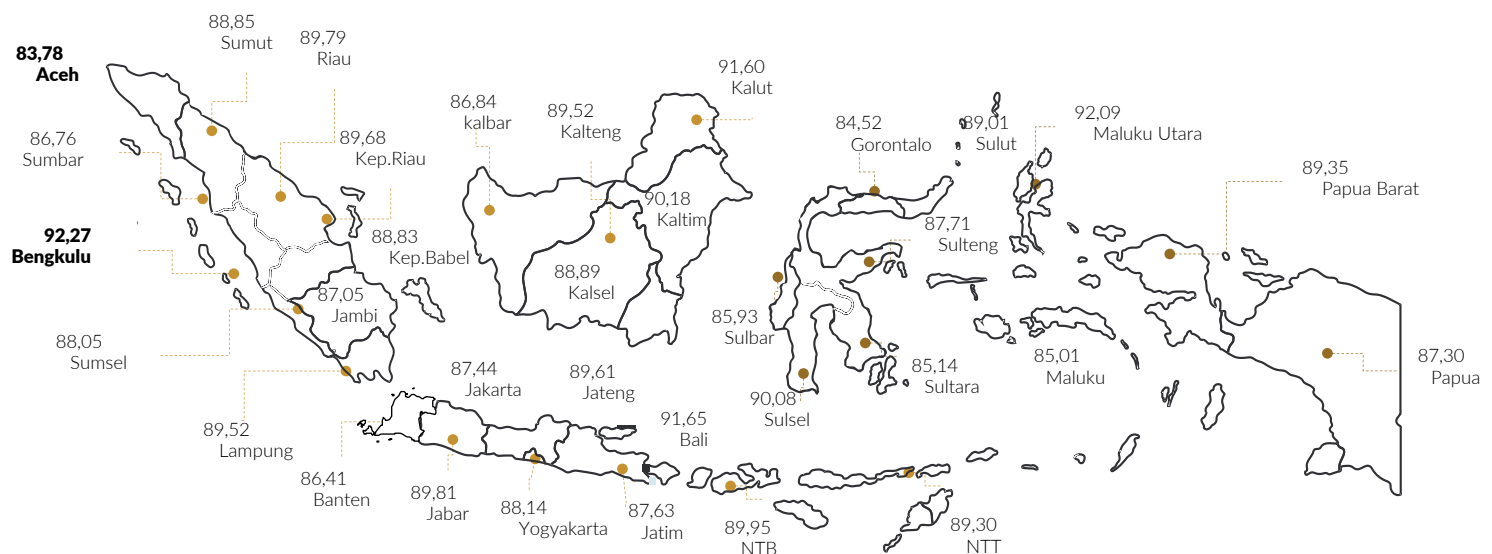 88,85
Sumut
89,79
Riau
83,78
Aceh
91,60
Kalut
86,84
kalbar
89,52
Kalteng
92,09
Maluku Utara
84,52
Gorontalo
89,01
Sulut
86,76
Sumbar
89,68
Kep.Riau
89,35
Papua Barat
90,18
Kaltim
87,71
Sulteng
92,27
Bengkulu
88,83
Kep.Babel
88,89
Kalsel
87,05
Jambi
85,93
Sulbar
88,05
Sumsel
85,01
Maluku
87,30
Papua
85,14
Sultara
87,44
Jakarta
89,61
Jateng
90,08
Sulsel
91,65
Bali
89,52
Lampung
86,41
Banten
89,81
Jabar
88,14
Yogyakarta
87,63
Jatim
89,95
NTB
89,30
NTT